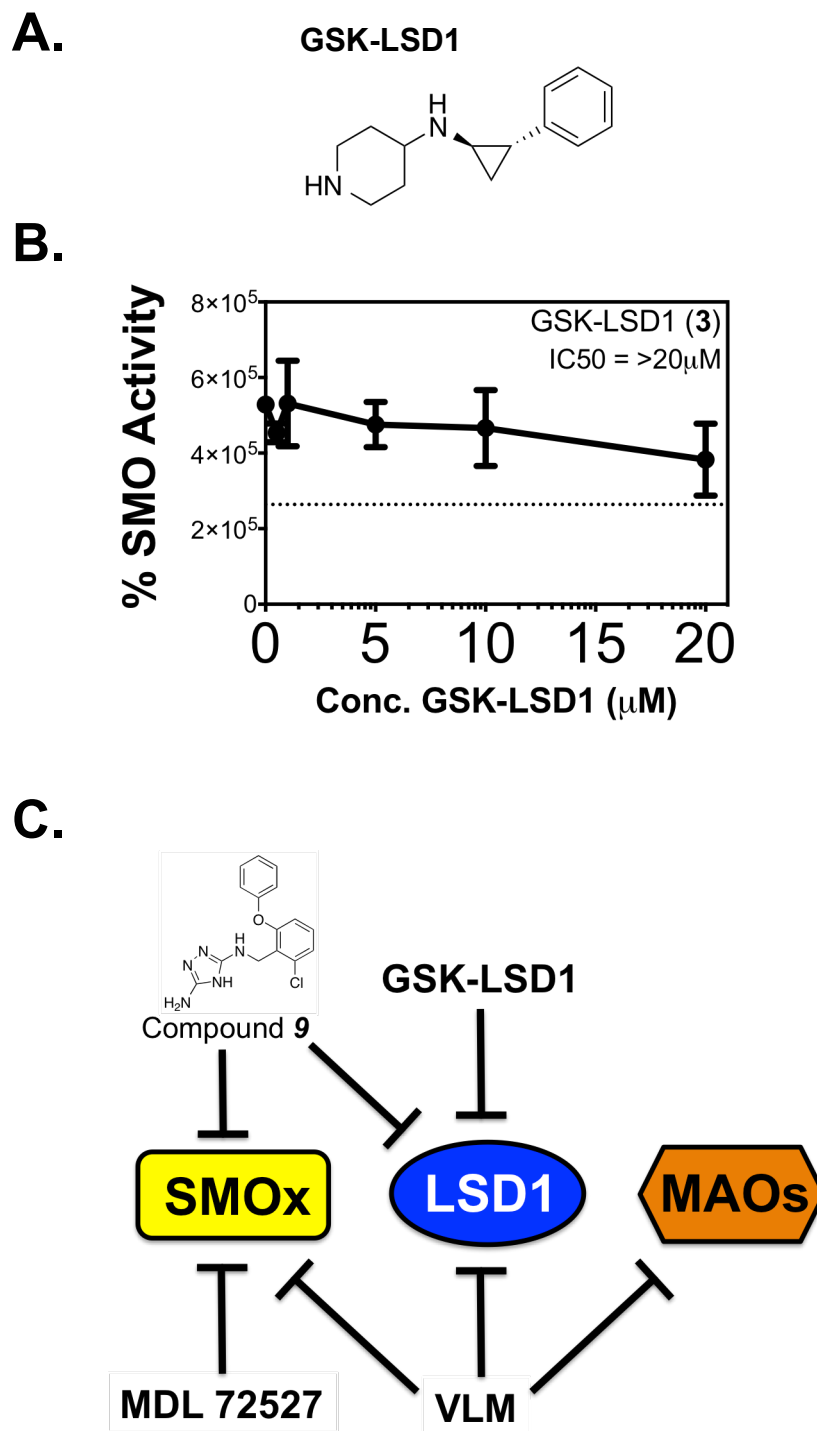 A.
GSK-LSD1
H
N
HN
B.
% SMO Activity
8×10⁵
6×10⁵
4×10⁵
2×10⁵
0
GSK-LSD1 (3)
IC50 = >20μM
0 5 10 15 20
Conc. GSK-LSD1 (μM)
C.
O
H
N
N
N
NH
Cl
H₂N
Compound 9
GSK-LSD1
SMOx
LSD1
MAOs
MDL 72527
VLM